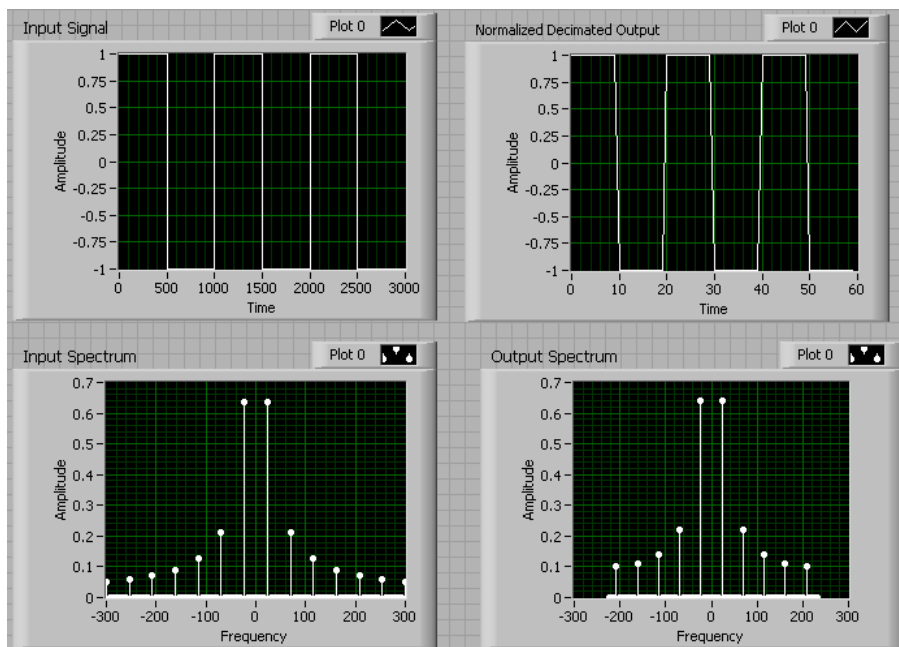 Input Signal
Plot 0
Amplitude
1
0.75
0.5
0.25
0
-0.25
-0.5
-0.75
-1
0 500 1000 1500 2000 2500 3000
Time
Normalized Decimated Output
Plot 0
Amplitude
1
0.75
0.5
0.25
0
-0.25
-0.5
-0.75
-1
0 10 20 30 40 50 60
Time
Input Spectrum
Plot 0
Amplitude
0.7
0.6
0.5
0.4
0.3
0.2
0.1
0
-300 -200 -100 0 100 200 300
Frequency
Output Spectrum
Plot 0
Amplitude
0.7
0.6
0.5
0.4
0.3
0.2
0.1
0
-300 -200 -100 0 100 200 300
Frequency